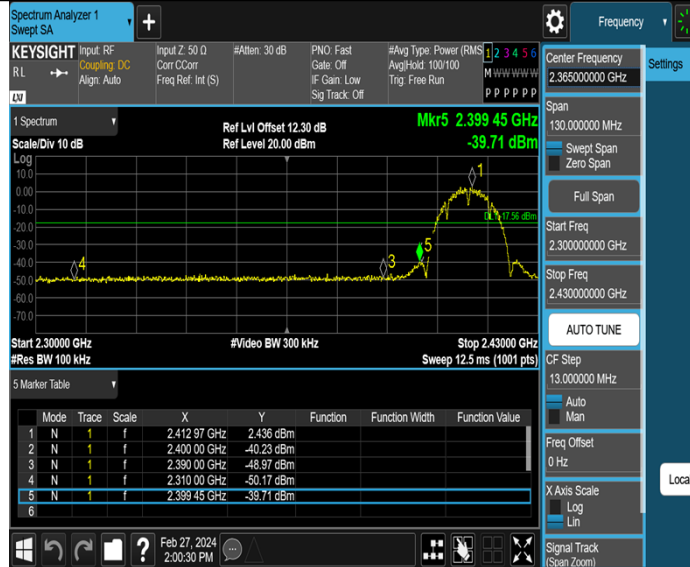 Spectrum Analyzer 1
Swept SA
Frequency
KEYSIGHT
RL
LXI
Input: RF
Coupling: DC
Align: Auto
Input Z: 50 Ω
Corr CCorr
Freq Ref: Int (S)
#Atten: 30 dB
PNO: Fast
Gate: Off
IF Gain: Low
Sig Track: Off
#Avg Type: Power (RMS
Avg|Hold: 100/100
Trig: Free Run
1 2 3 4 5 6
M W W W W W
P P P P P P
1 Spectrum
Scale/Div 10 dB
Ref Lvl Offset 12.30 dB
Ref Level 20.00 dBm
Mkr5 2.399 45 GHz
-39.71 dBm
Log
10.0
0.00
-10.0
-20.0
-30.0
-40.0
-50.0
-60.0
-70.0
1
DL1 -17.56 dBm
5
3
4
Start 2.30000 GHz
#Res BW 100 kHz
#Video BW 300 kHz
Stop 2.43000 GHz
Sweep 12.5 ms (1001 pts)
5 Marker Table
Mode Trace Scale X Y Function Function Width Function Value
1 N 1 f 2.412 97 GHz 2.436 dBm
2 N 1 f 2.400 00 GHz -40.23 dBm
3 N 1 f 2.390 00 GHz -48.97 dBm
4 N 1 f 2.310 00 GHz -50.17 dBm
5 N 1 f 2.399 45 GHz -39.71 dBm
6
Feb 27, 2024
2:00:30 PM
Center Frequency
2.365000000 GHz
Span
130.000000 MHz
Swept Span
Zero Span
Full Span
Start Freq
2.300000000 GHz
Stop Freq
2.430000000 GHz
AUTO TUNE
CF Step
13.000000 MHz
Auto
Man
Freq Offset
0 Hz
X Axis Scale
Log
Lin
Signal Track
(Span Zoom)
Settings
Loca